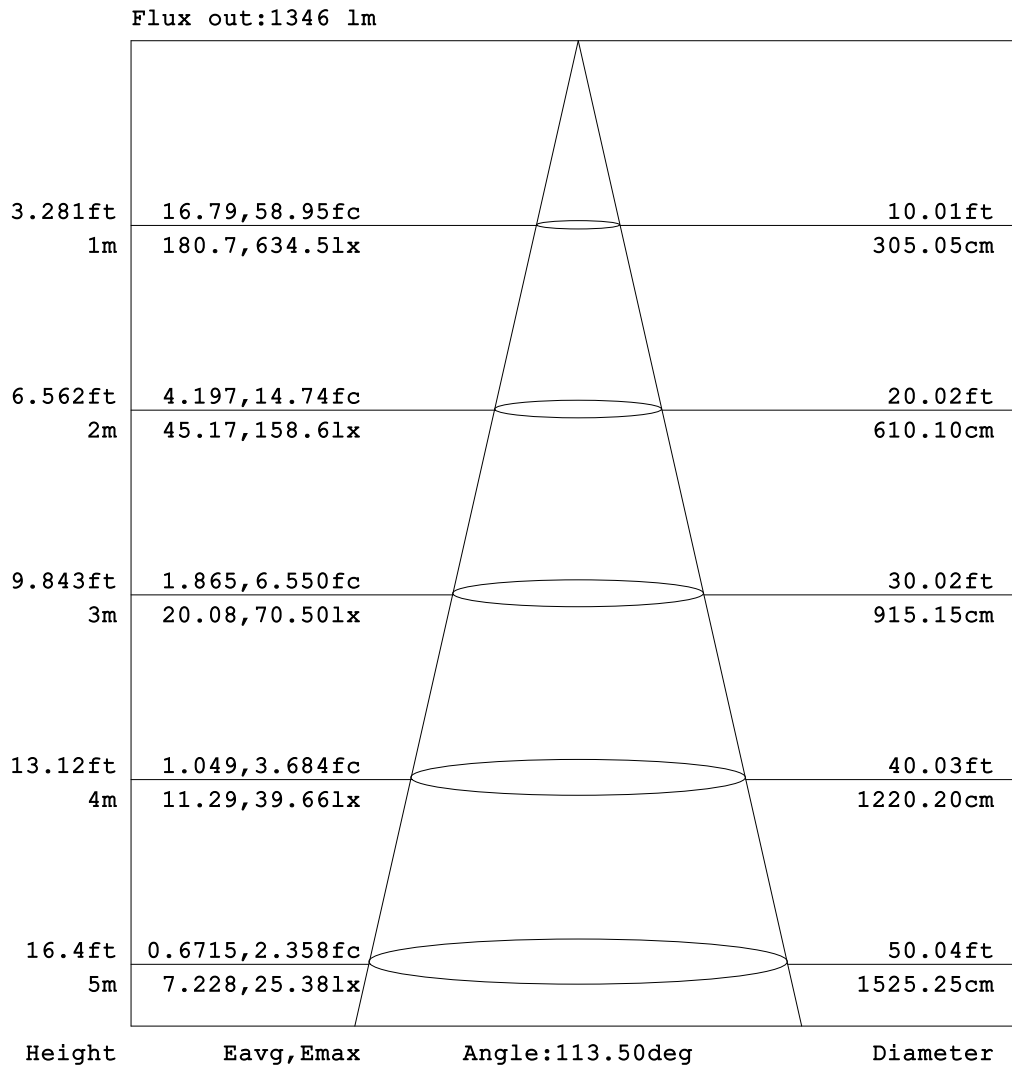 Flux out:1346 lm
3.281ft 16.79,58.95fc 10.01ft
1m 180.7,634.5lx 305.05cm
6.562ft 4.197,14.74fc 20.02ft
2m 45.17,158.6lx 610.10cm
9.843ft 1.865,6.550fc 30.02ft
3m 20.08,70.50lx 915.15cm
13.12ft 1.049,3.684fc 40.03ft
4m 11.29,39.66lx 1220.20cm
16.4ft 0.6715,2.358fc 50.04ft
5m 7.228,25.38lx 1525.25cm
Height Eavg,Emax Angle:113.50deg Diameter